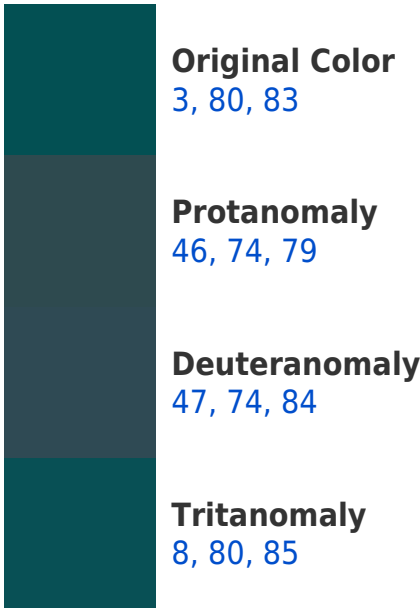 Original Color
3, 80, 83
Protanomaly
46, 74, 79
Deuteranomaly
47, 74, 84
Tritanomaly
8, 80, 85